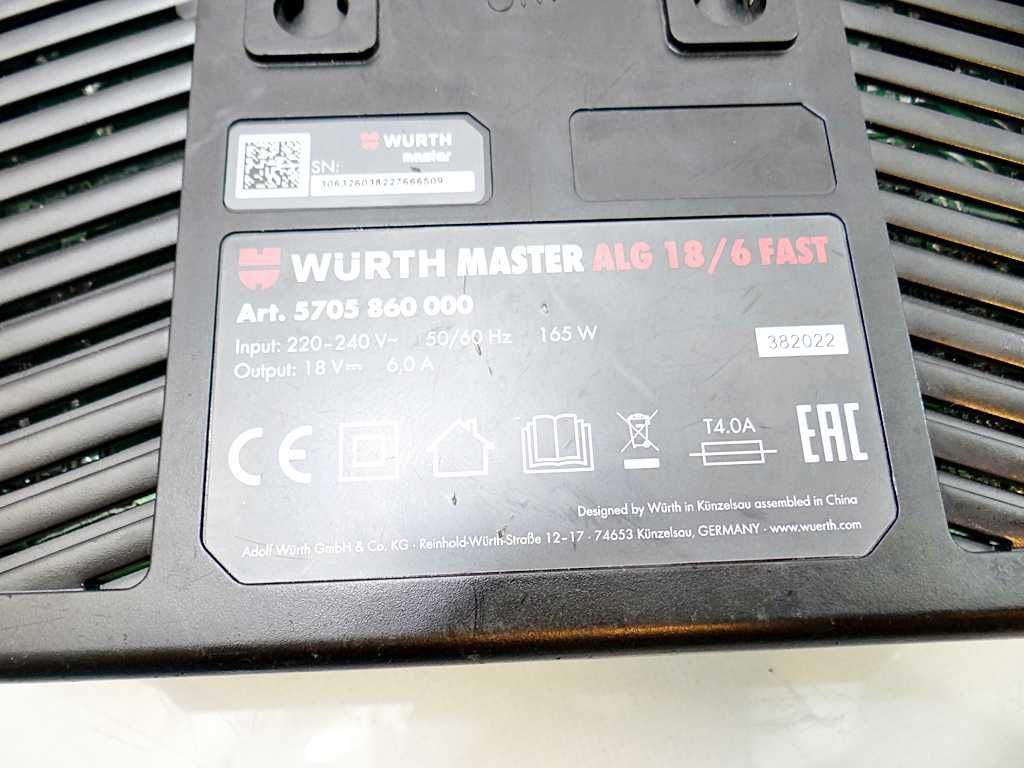 WÜRTH
master
SN:
WÜRTH MASTER ALG 18/6 FAST
Art. 5705 860 000
Input: 220–240 V~ 50/60 Hz 165 W
382022
Output: 18 V⎓ 6,0 A
T4.0A
CE
EAC
Designed by Würth in Künzelsau assembled in China
Adolf Würth GmbH & Co. KG · Reinhold-Würth-Straße 12–17 · 74653 Künzelsau, GERMANY · www.wuerth.com